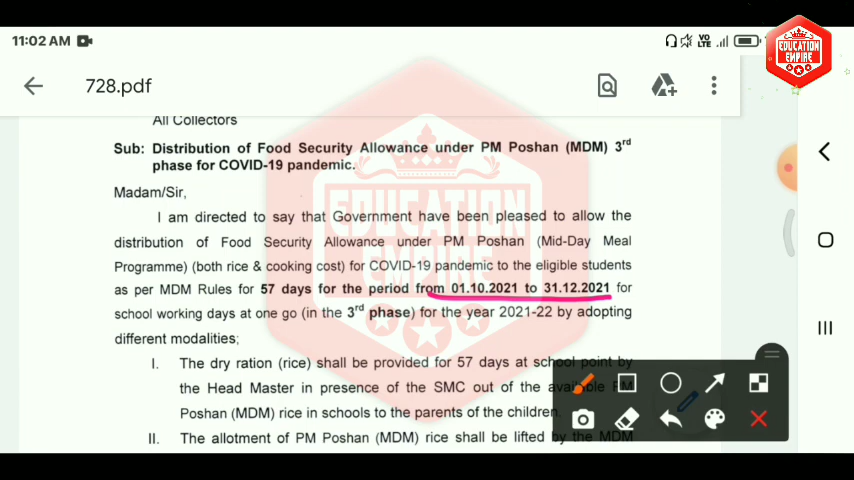 11:02 AM
VO
LTE
EDUCATION
EMPIRE
728.pdf
All Collectors
Sub: Distribution of Food Security Allowance under PM Poshan (MDM) 3rd
phase for COVID-19 pandemic.
Madam/Sir,
I am directed to say that Government have been pleased to allow the
distribution of Food Security Allowance under PM Poshan (Mid-Day Meal
Programme) (both rice & cooking cost) for COVID-19 pandemic to the eligible students
as per MDM Rules for 57 days for the period from 01.10.2021 to 31.12.2021 for
school working days at one go (in the 3rd phase) for the year 2021-22 by adopting
different modalities;
I. The dry ration (rice) shall be provided for 57 days at school point by
the Head Master in presence of the SMC out of the available PM
Poshan (MDM) rice in schools to the parents of the children.
II. The allotment of PM Poshan (MDM) rice shall be lifted by the MDM
EDUCATION
EMPIRE